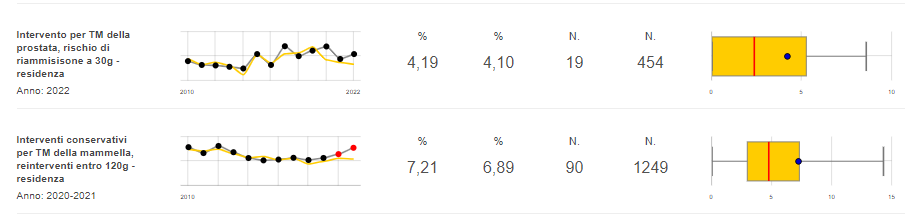 Intervento per TM della
prostata, rischio di
riammisisone a 30g -
residenza
Anno: 2022
2010 2022
% % N. N.
4,19 4,10 19 454
0 5 10
Interventi conservativi
per TM della mammella,
reinterventi entro 120g -
residenza
Anno: 2020-2021
2010
% % N. N.
7,21 6,89 90 1249
0 5 10 15